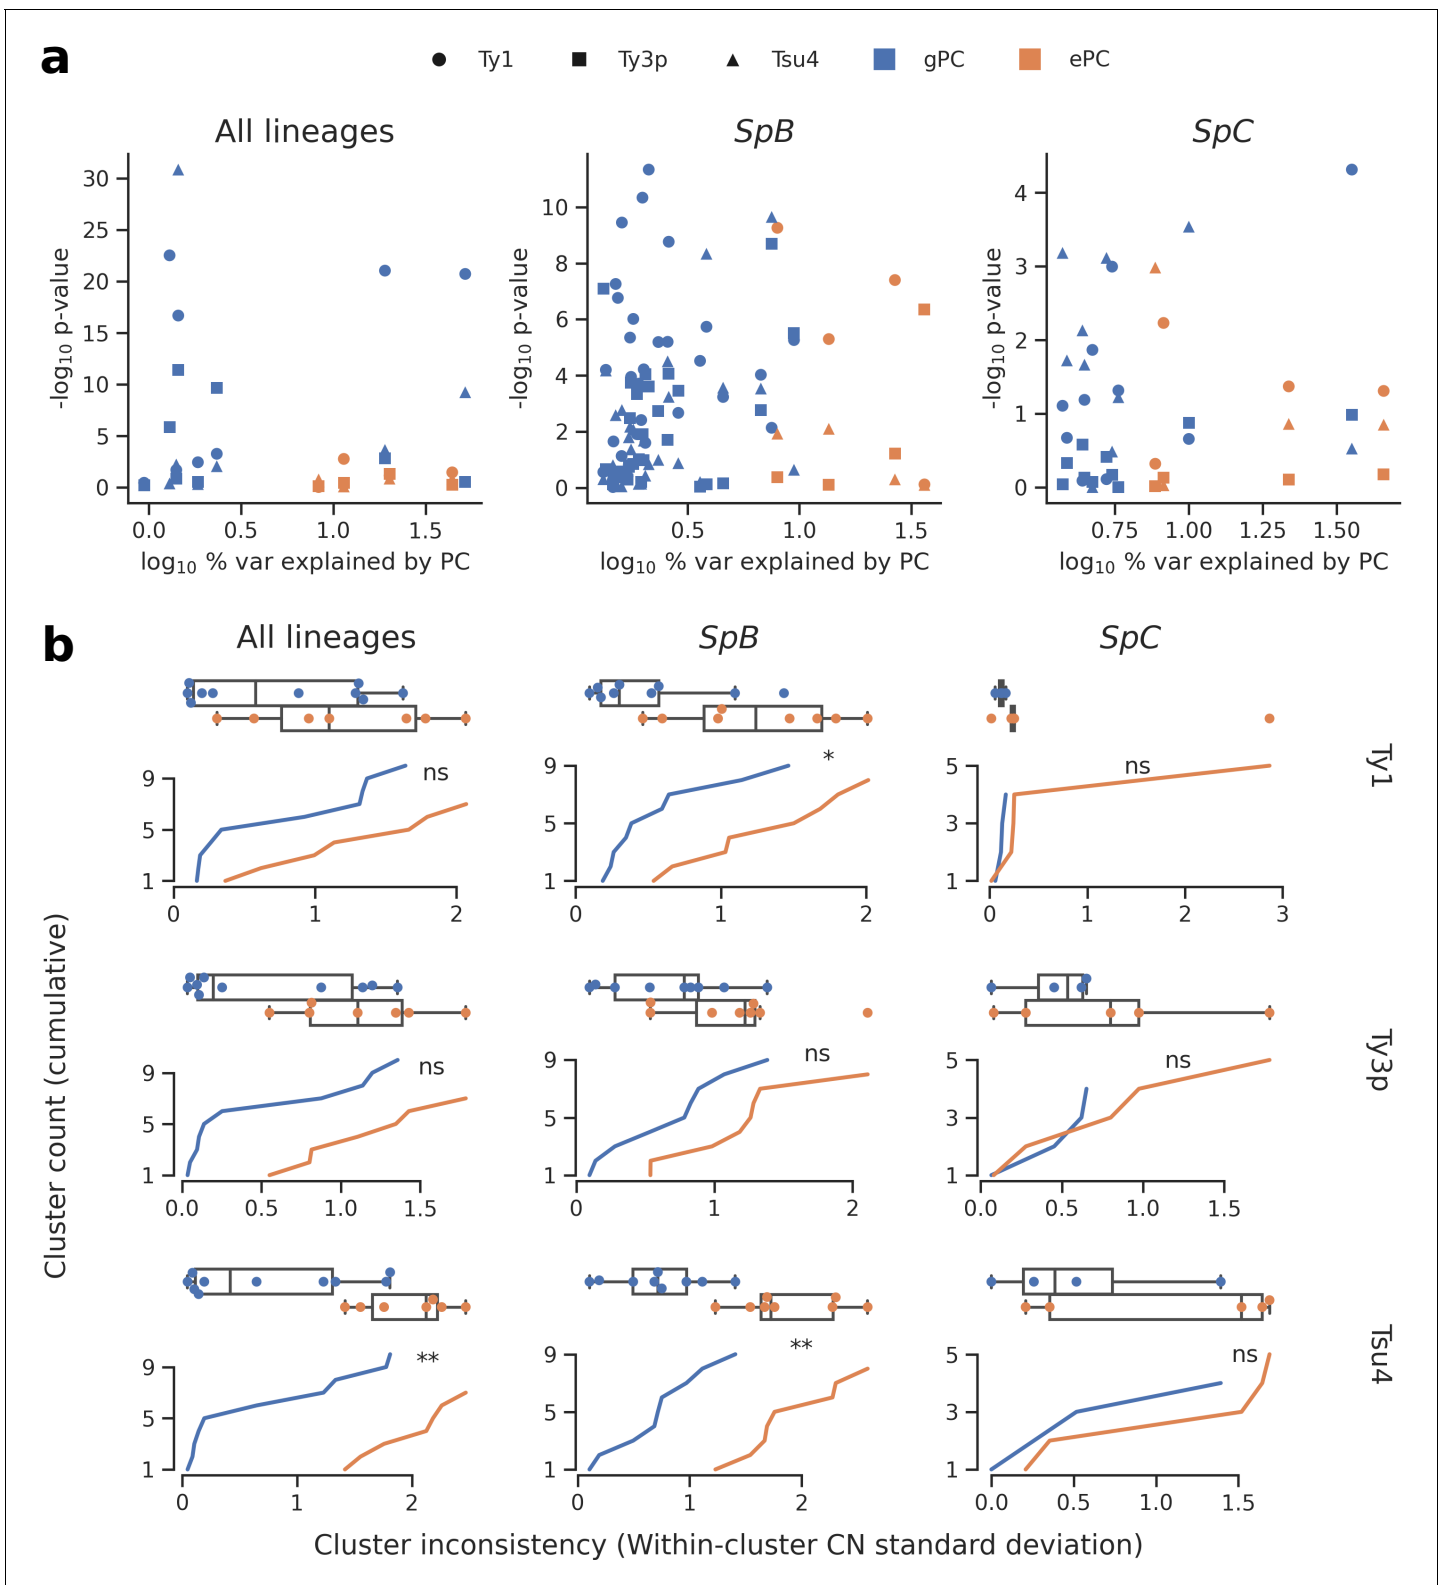 a
Ty1 Ty3p Tsu4 gPC ePC
All lineages SpB SpC
30
25
20
15
10
5
0
-log10 p-value
0.0 0.5 1.0 1.5
log10 % var explained by PC
10
8
6
4
2
0
-log10 p-value
0.5 1.0 1.5
log10 % var explained by PC
4
3
2
1
0
-log10 p-value
0.75 1.00 1.25 1.50
log10 % var explained by PC
b
All lineages SpB SpC
Cluster count (cumulative)
ns
9
5
1
0 1 2
*
9
5
1
0 1 2
ns
5
3
1
0 1 2 3
Ty1
ns
9
5
1
0.0 0.5 1.0 1.5
ns
9
5
1
0 1 2
ns
5
3
1
0.0 0.5 1.0 1.5
Ty3p
**
9
5
1
0 1 2
**
9
5
1
0 1 2
ns
5
3
1
0.0 0.5 1.0 1.5
Tsu4
Cluster inconsistency (Within-cluster CN standard deviation)